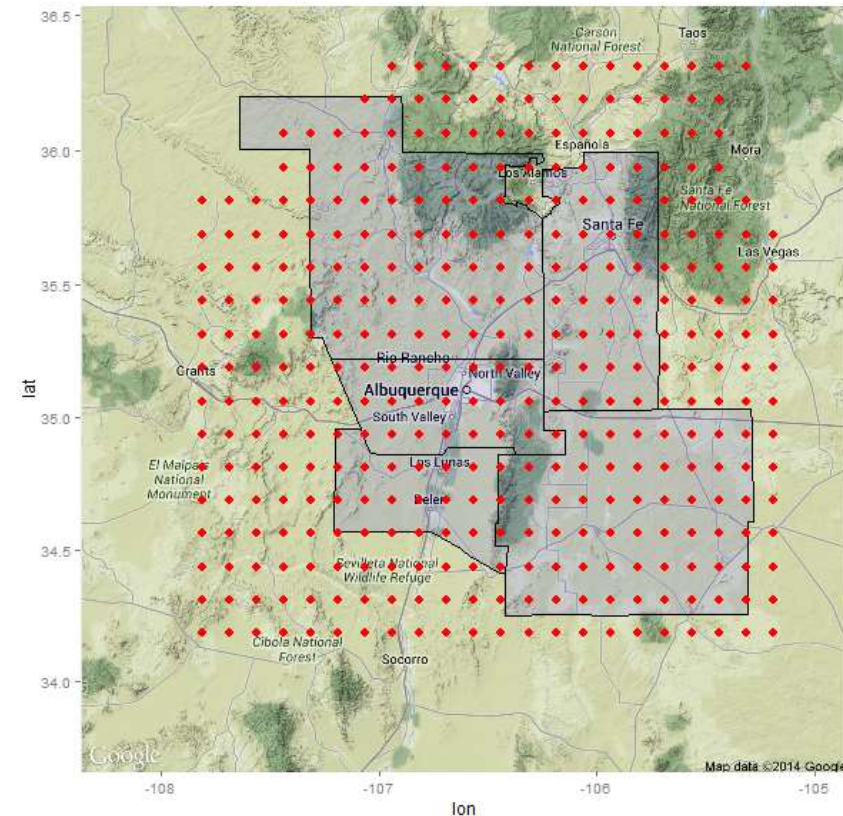 36.5
36.0
35.5
35.0
34.5
34.0
lat
Carson
National Forest
Taos
Española
Mora
Los Alamos
Santa Fe
National Forest
Santa Fe
Las Vegas
Rio Rancho
Grants
North Valley
Albuquerque
South Valley
El Malpais
National
Monument
Los Lunas
Belen
Sevilleta National
Wildlife Refuge
Cibola National
Forest
Socorro
Google
Map data ©2014 Google
-108
-107
-106
-105
lon